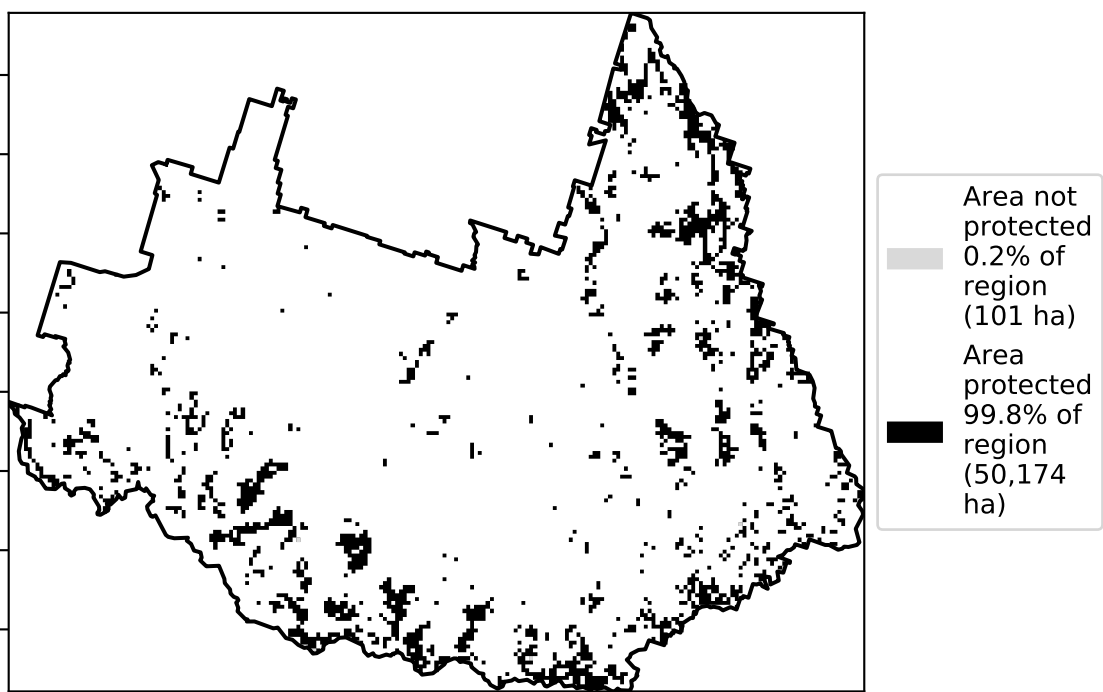 Area not
protected
0.2% of
region
(101 ha)
Area
protected
99.8% of
region
(50,174
ha)